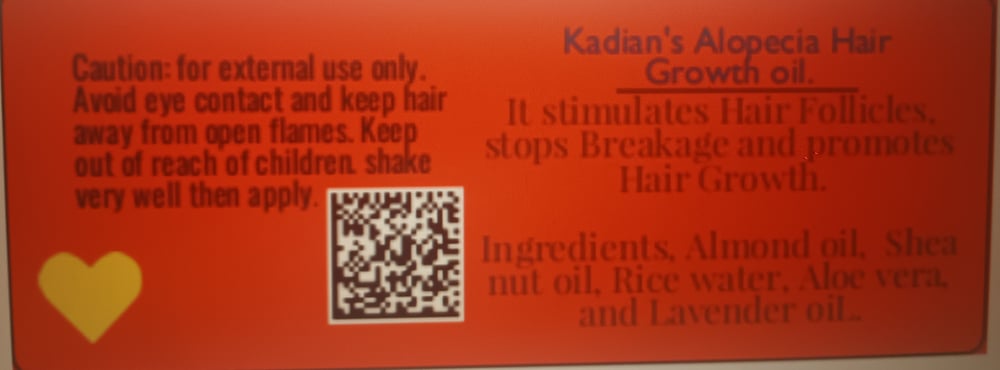 Caution: for external use only.
Avoid eye contact and keep hair
away from open flames. Keep
out of reach of children. shake
very well then apply.
Kadian's Alopecia Hair
Growth oil.
It stimulates Hair Follicles,
stops Breakage and promotes
Hair Growth.
Ingredients, Almond oil, Shea
nut oil, Rice water, Aloe vera,
and Lavender oil..